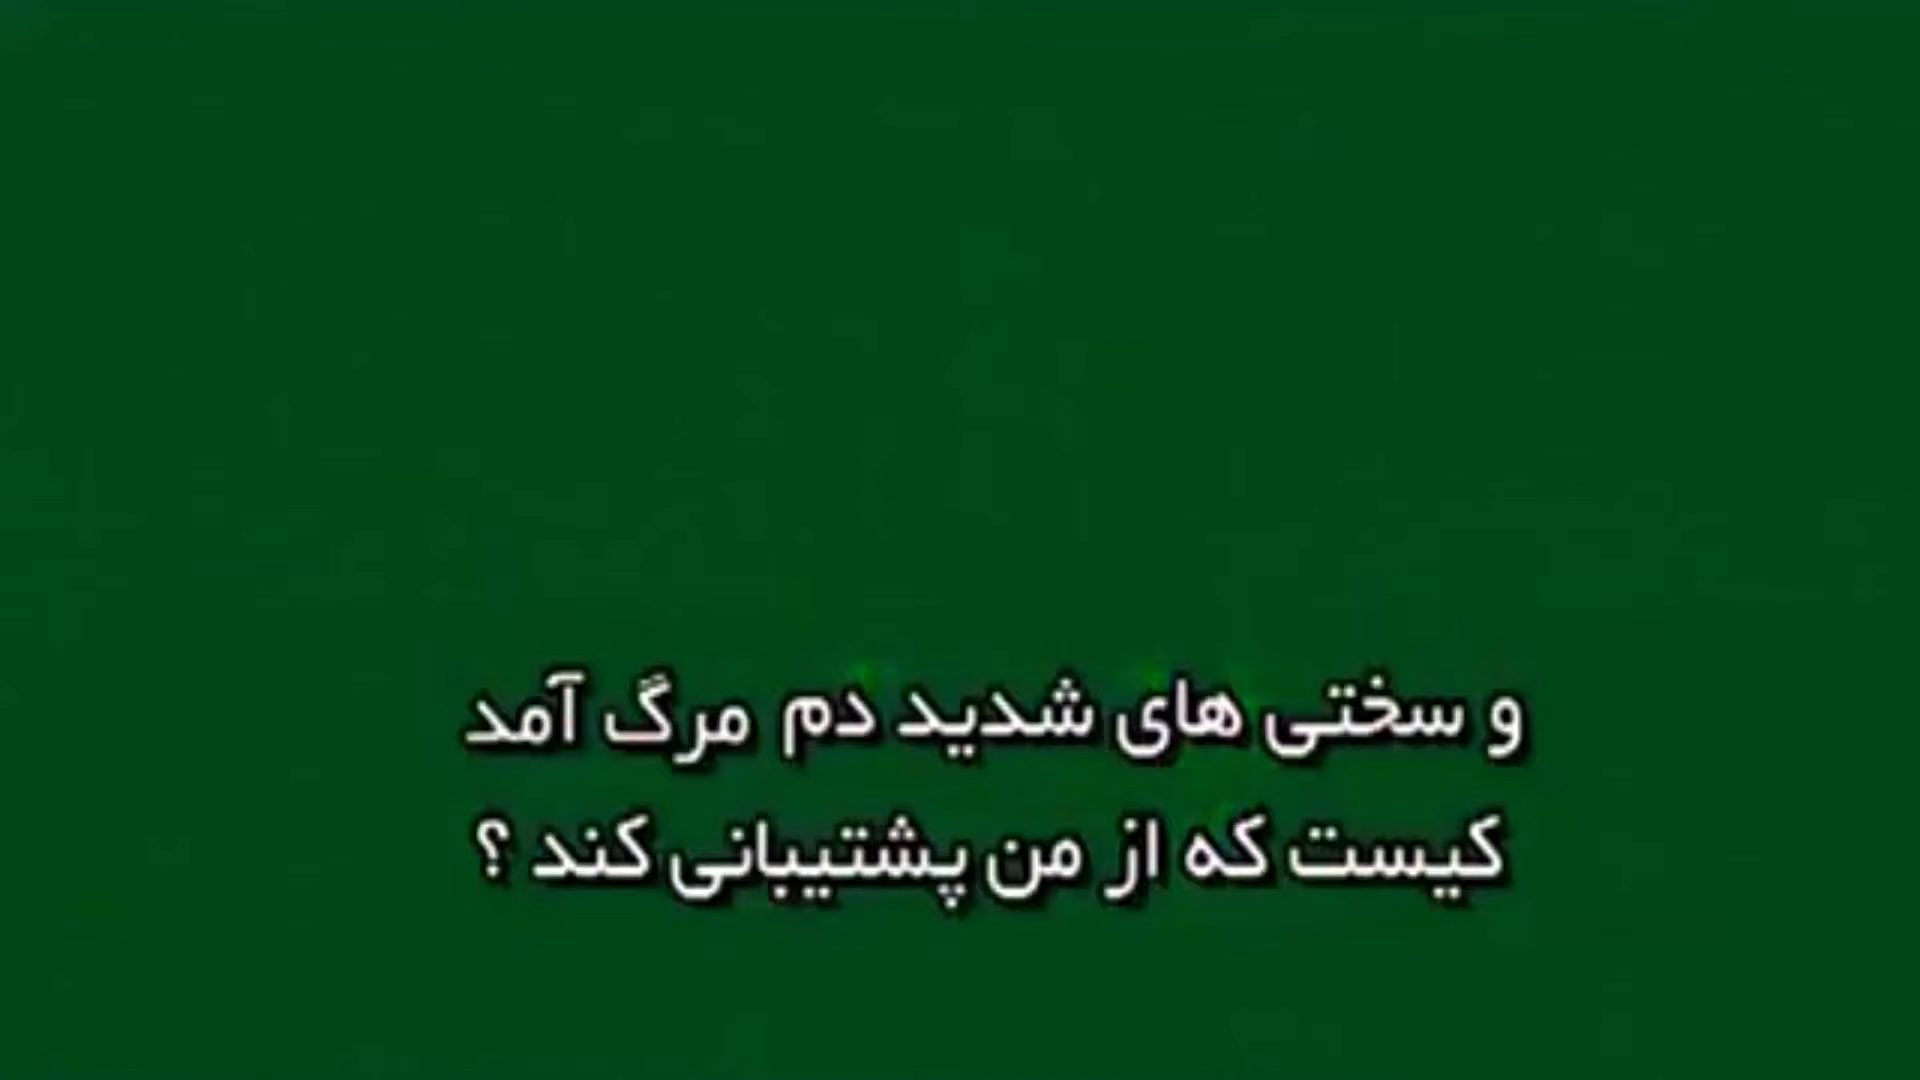 و سختی های شدید دم مرگ آمد
کیست که از من پشتیبانی کند ؟